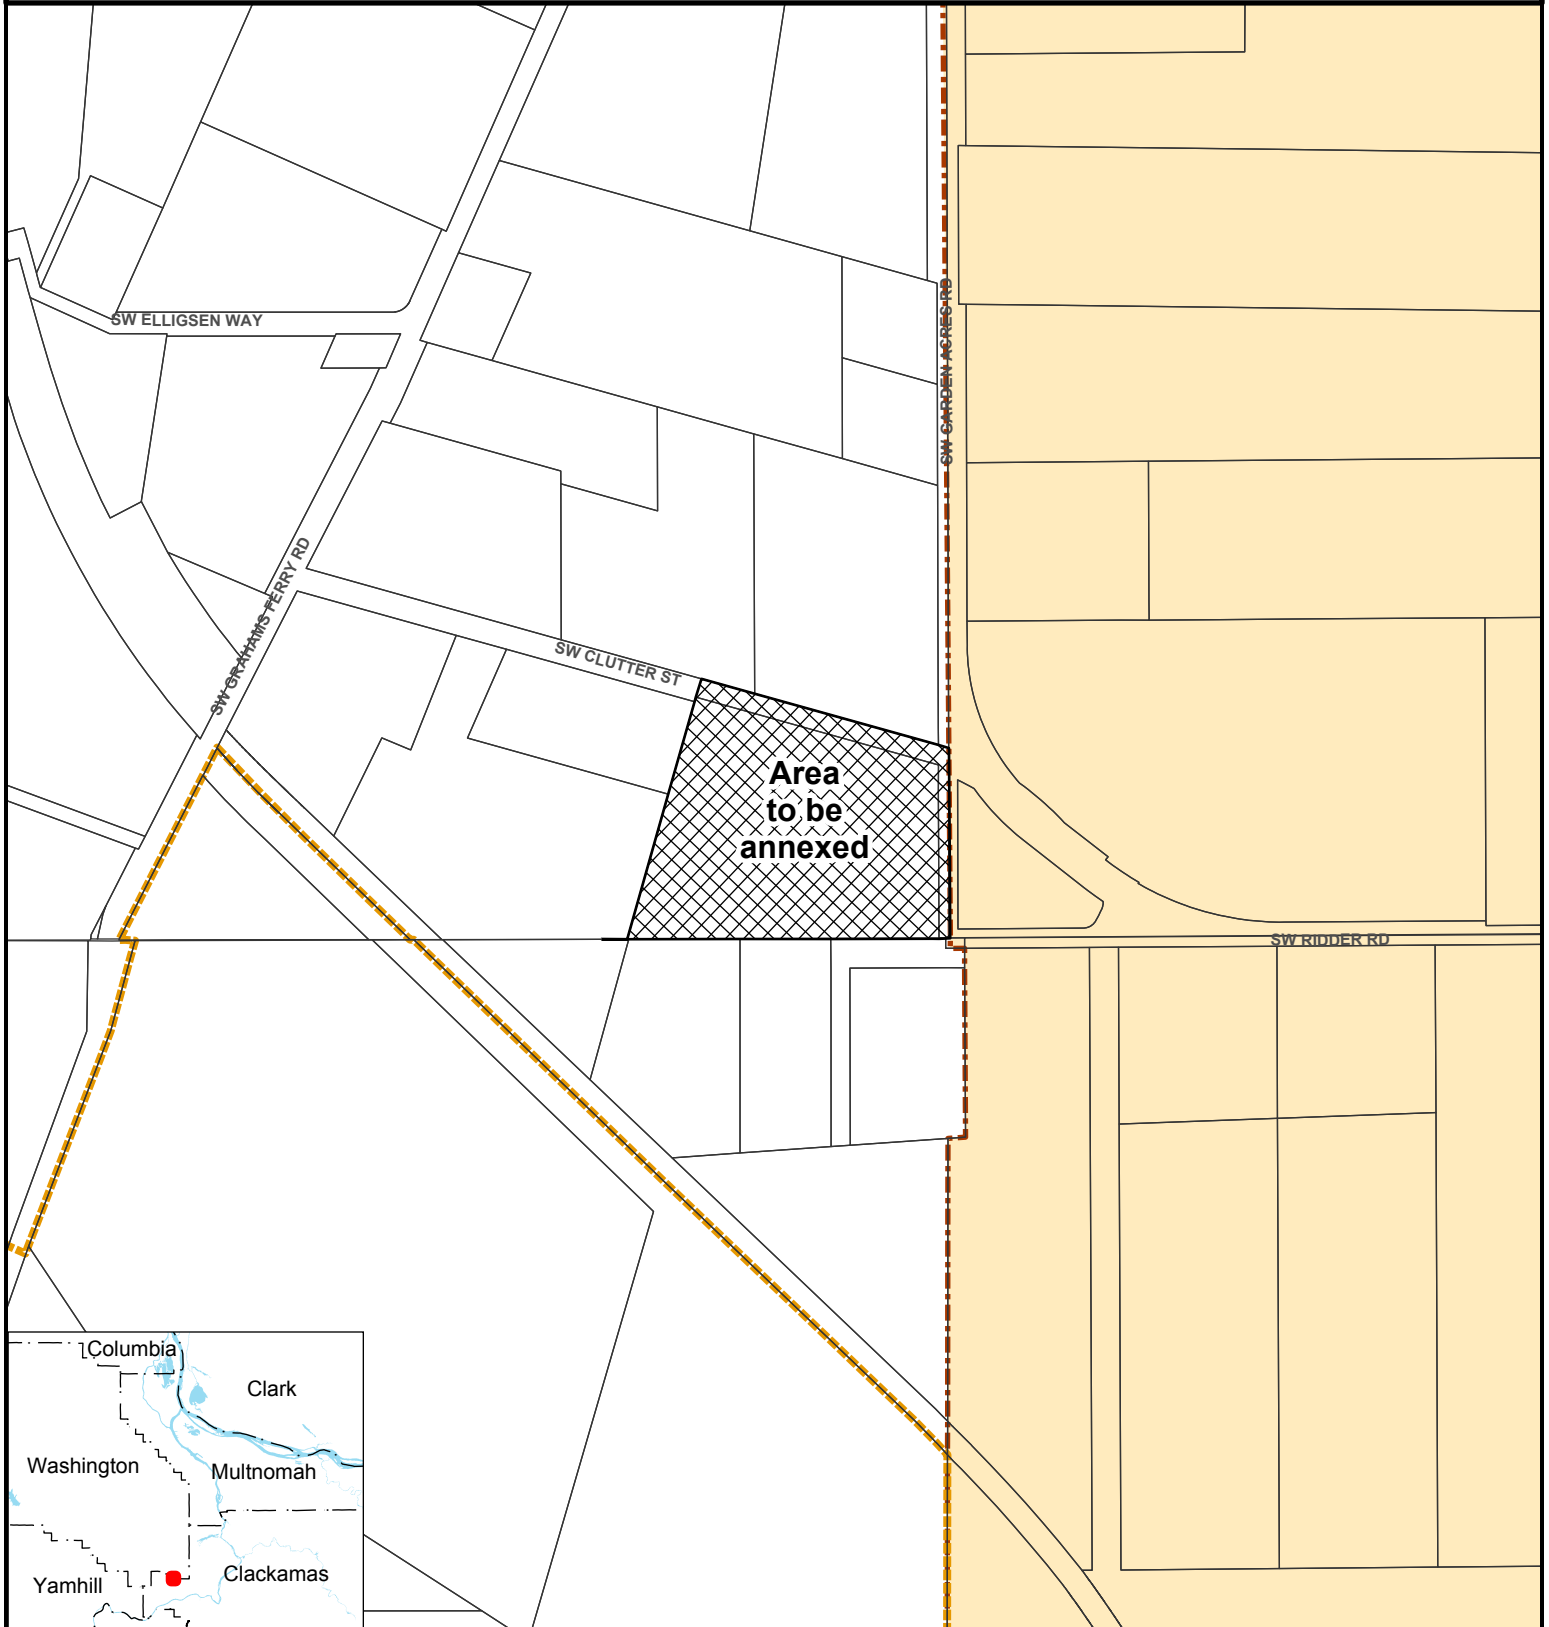 SW ELLIGSEN WAY
SW GARDEN ACRES RD
SW GRAHAMS FERRY RD
SW CLUTTER ST
Area
to be
annexed
SW RIDDER RD
Columbia
Clark
Washington
Multnomah
Yamhill
Clackamas